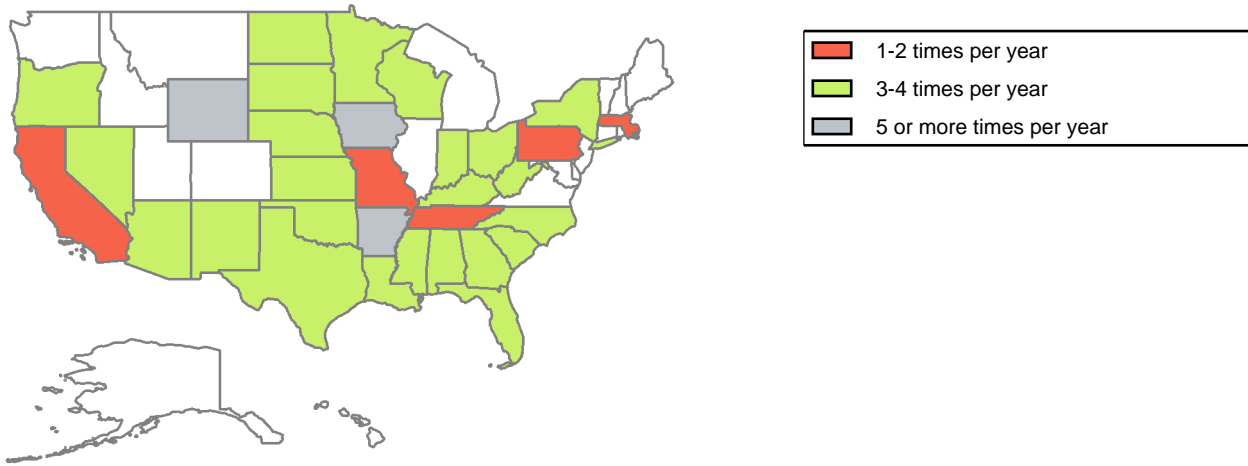 1-2 times per year
3-4 times per year
5 or more times per year